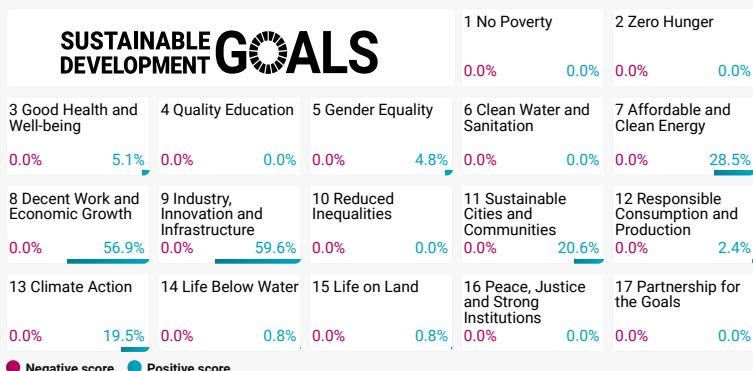 SUSTAINABLE
DEVELOPMENT
GOALS
1 No Poverty
0.0% 0.0%
2 Zero Hunger
0.0% 0.0%
3 Good Health and
Well-being
0.0% 5.1%
4 Quality Education
0.0% 0.0%
5 Gender Equality
0.0% 4.8%
6 Clean Water and
Sanitation
0.0% 0.0%
7 Affordable and
Clean Energy
0.0% 28.5%
8 Decent Work and
Economic Growth
0.0% 56.9%
9 Industry,
Innovation and
Infrastructure
0.0% 59.6%
10 Reduced
Inequalities
0.0% 0.0%
11 Sustainable
Cities and
Communities
0.0% 20.6%
12 Responsible
Consumption and
Production
0.0% 2.4%
13 Climate Action
0.0% 19.5%
14 Life Below Water
0.0% 0.8%
15 Life on Land
0.0% 0.8%
16 Peace, Justice
and Strong
Institutions
0.0% 0.0%
17 Partnership for
the Goals
0.0% 0.0%
Negative score Positive score